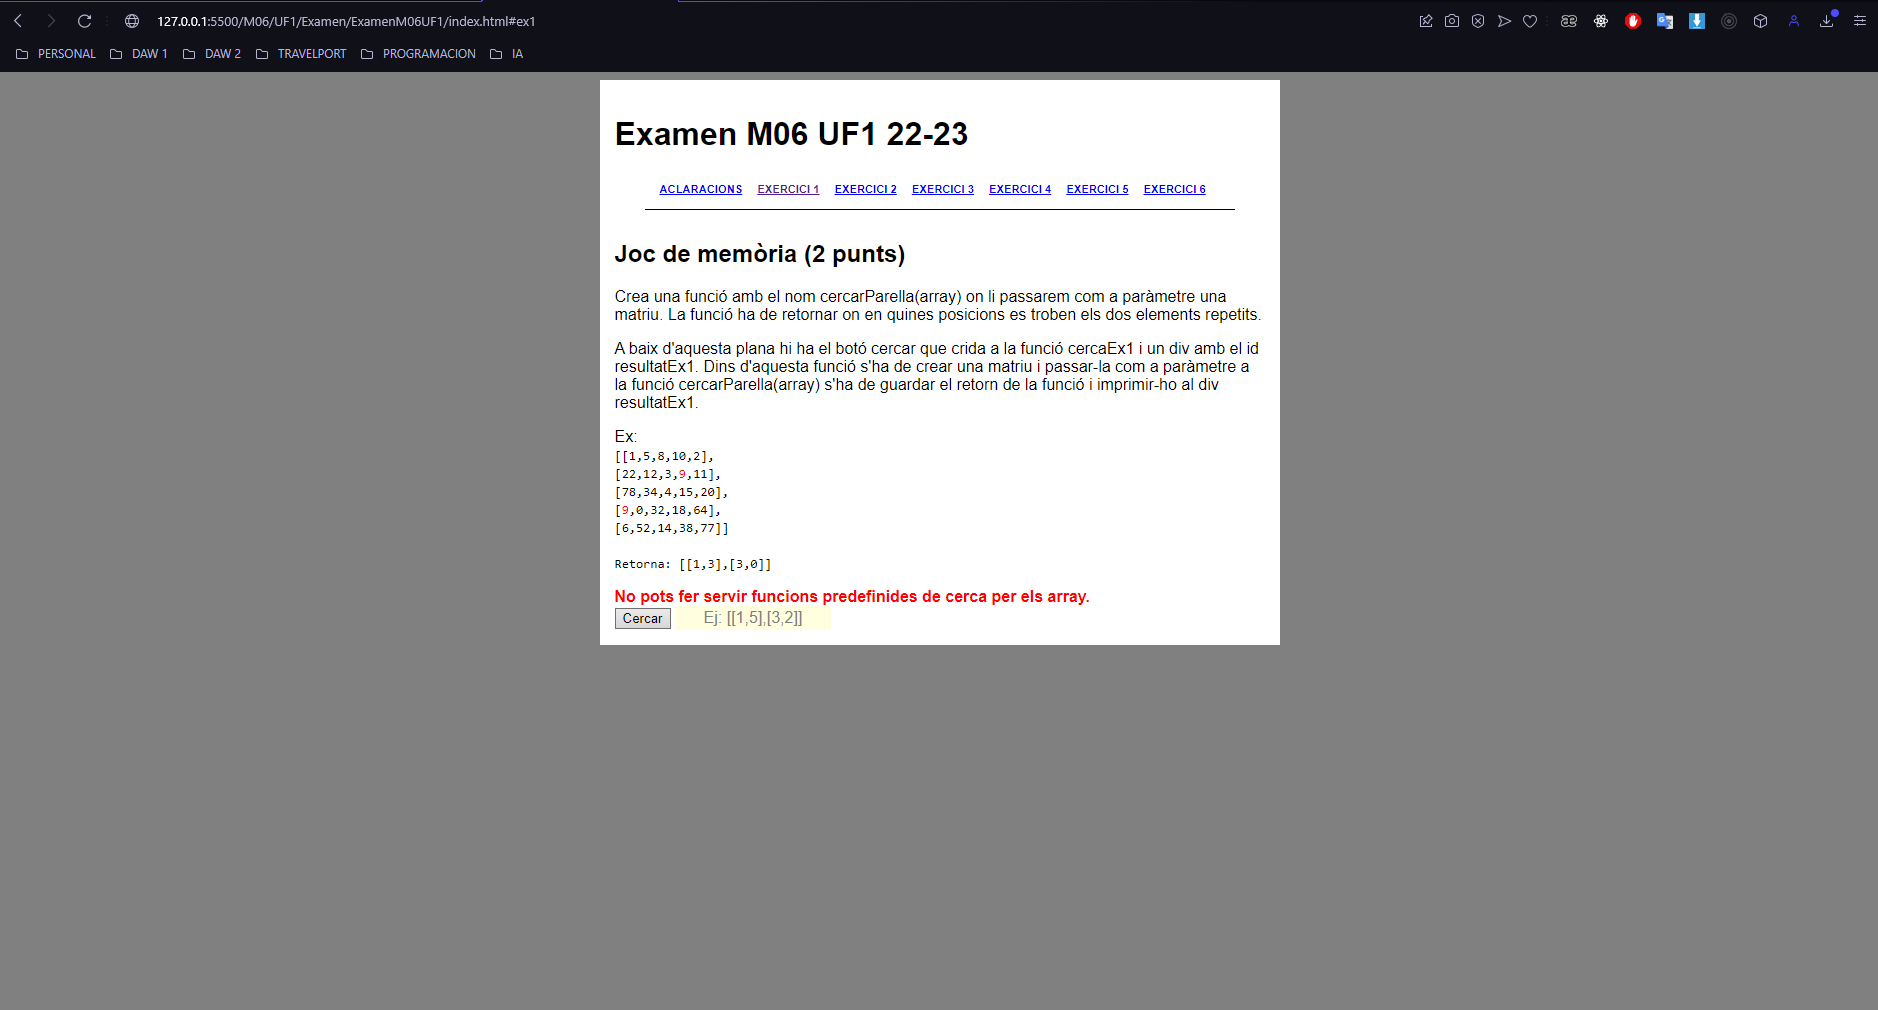 127.0.0.1:5500/M06/UF1/Examen/ExamenM06UF1/index.html#ex1
PERSONAL DAW 1 DAW 2 TRAVELPORT PROGRAMACION IA
Examen M06 UF1 22-23
ACLARACIONS EXERCICI 1 EXERCICI 2 EXERCICI 3 EXERCICI 4 EXERCICI 5 EXERCICI 6
Joc de memòria (2 punts)
Crea una funció amb el nom cercarParella(array) on li passarem com a paràmetre una
matriu. La funció ha de retornar on en quines posicions es troben els dos elements repetits.
A baix d'aquesta plana hi ha el botó cercar que crida a la funció cercaEx1 i un div amb el id
resultatEx1. Dins d'aquesta funció s'ha de crear una matriu i passar-la com a paràmetre a
la funció cercarParella(array) s'ha de guardar el retorn de la funció i imprimir-ho al div
resultatEx1.
Ex:
[[1,5,8,10,2],
[22,12,3,9,11],
[78,34,4,15,20],
[9,0,32,18,64],
[6,52,14,38,77]]
Retorna: [[1,3],[3,0]]
No pots fer servir funcions predefinides de cerca per els array.
Cercar Ej: [[1,5],[3,2]]